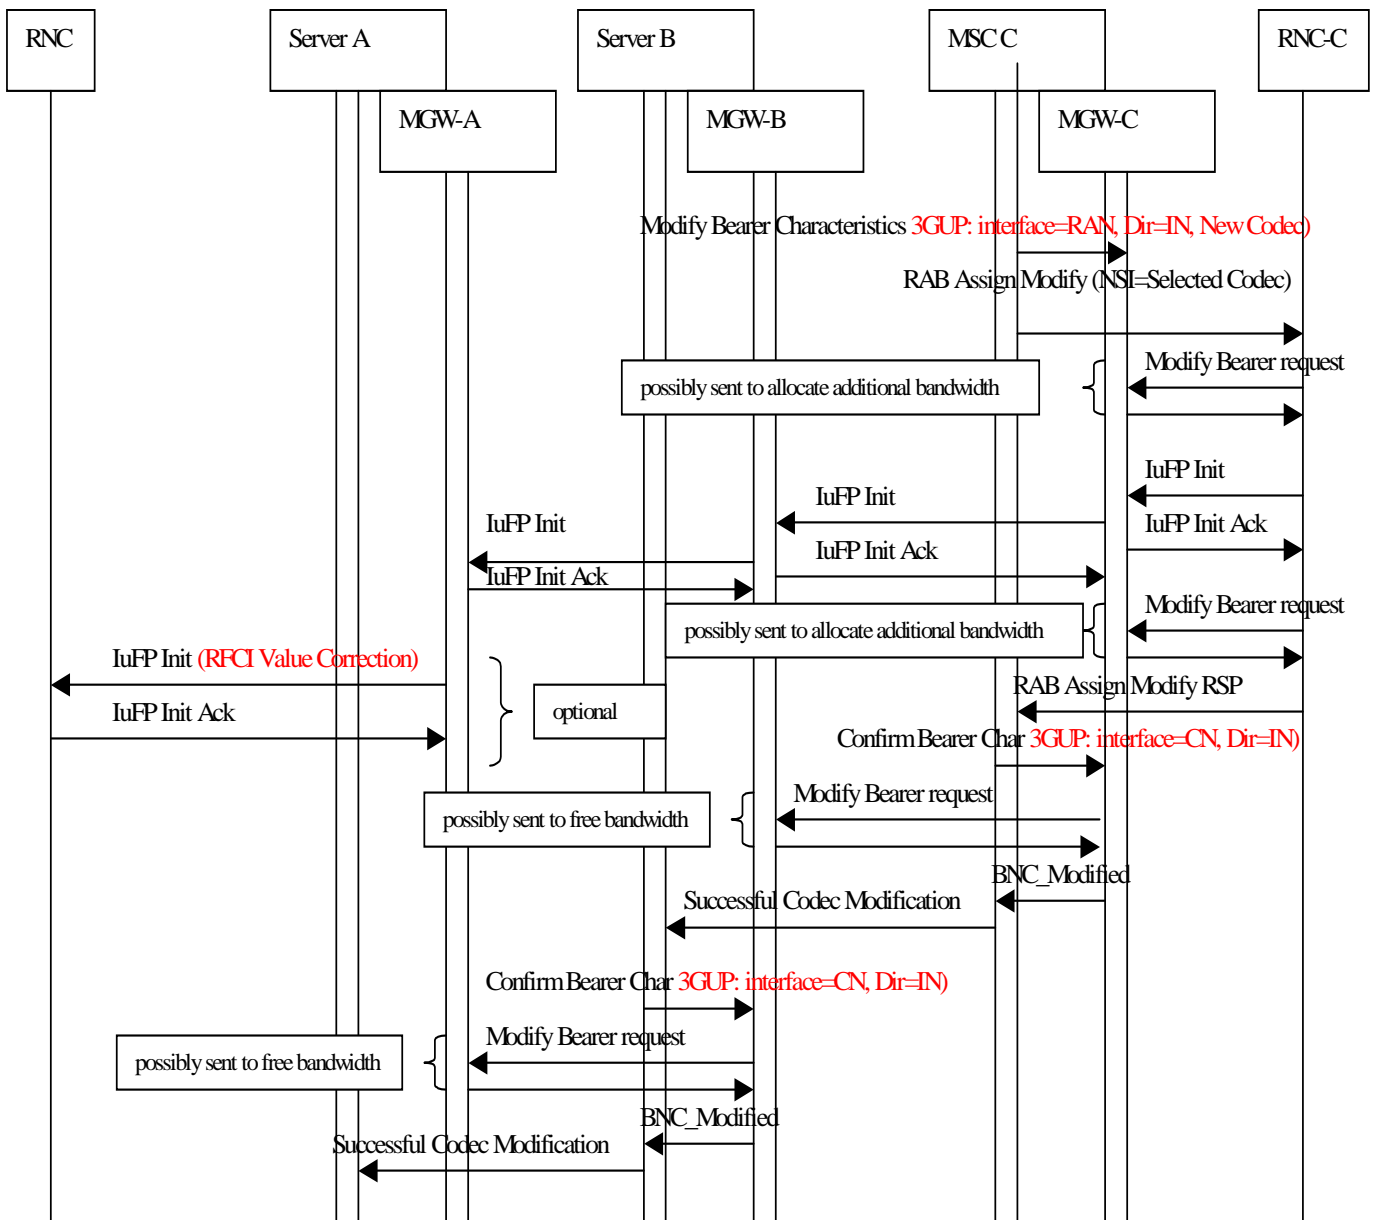 RNC
Server A
Server B
MSC C
RNC-C
MGW-A
MGW-B
MGW-C
Modify Bearer Characteristics 3GUP: interface=RAN, Dir=IN, New Codec)
RAB Assign Modify (NSI=Selected Codec)
Modify Bearer request
possibly sent to allocate additional bandwidth
IuFP Init
IuFP Init
IuFP Init
IuFP Init Ack
IuFP Init Ack
IuFP Init Ack
Modify Bearer request
possibly sent to allocate additional bandwidth
IuFP Init (RFCI Value Correction)
RAB Assign Modify RSP
IuFP Init Ack
optional
Confirm Bearer Char 3GUP: interface=CN, Dir=IN)
Modify Bearer request
possibly sent to free bandwidth
BNC_Modified
Successful Codec Modification
Confirm Bearer Char 3GUP: interface=CN, Dir=IN)
Modify Bearer request
possibly sent to free bandwidth
BNC_Modified
Successful Codec Modification